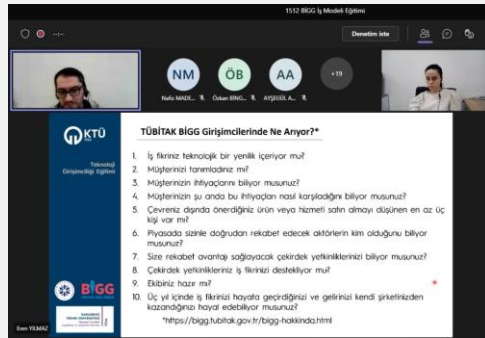 1512 BİGG İş Modeli Eğitimi
Denetim iste
NM
ÖB
AA
+19
Nafiz MADE...
Özkan BİNG...
AYŞEGÜL A...
KTÜ
Teknoloji
Girişimciliği Eğitimi
TÜBİTAK BİGG Girişimcilerinde Ne Arıyor?*
1. İş fikriniz teknolojik bir yenilik içeriyor mu?
2. Müşterinizi tanımladınız mı?
3. Müşterinizin ihtiyaçlarını biliyor musunuz?
4. Müşterinizin şu anda bu ihtiyaçları nasıl karşıladığını biliyor musunuz?
5. Çevreniz dışında önerdiğiniz ürün veya hizmeti satın almayı düşünen en az üç
kişi var mı?
6. Piyasada sizinle doğrudan rekabet edecek aktörlerin kim olduğunu biliyor
musunuz?
7. Size rekabet avantajı sağlayacak çekirdek yetkinliklerinizi biliyor musunuz?
8. Çekirdek yetkinlikleriniz iş fikrinizi destekliyor mu?
9. Ekibiniz hazır mı?
10. Üç yıl içinde iş fikrinizi hayata geçirdiğinizi ve gelirinizi kendi şirketinizden
kazandığınızı hayal edebiliyor musunuz?
*https://bigg.tubitak.gov.tr/bigg-hakkinda.html
BİGG
Eren YILMAZ